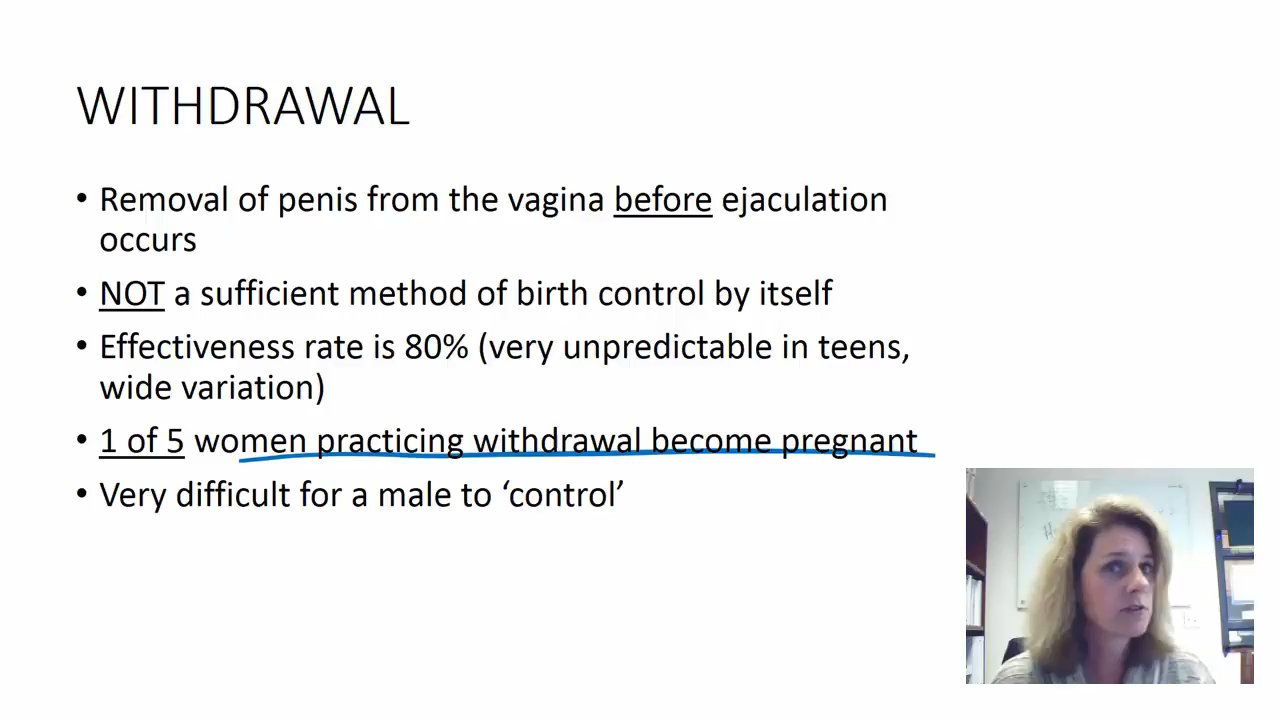 WITHDRAWAL
• Removal of penis from the vagina before ejaculation
occurs
• NOT a sufficient method of birth control by itself
• Effectiveness rate is 80% (very unpredictable in teens,
wide variation)
• 1 of 5 women practicing withdrawal become pregnant
• Very difficult for a male to ‘control’